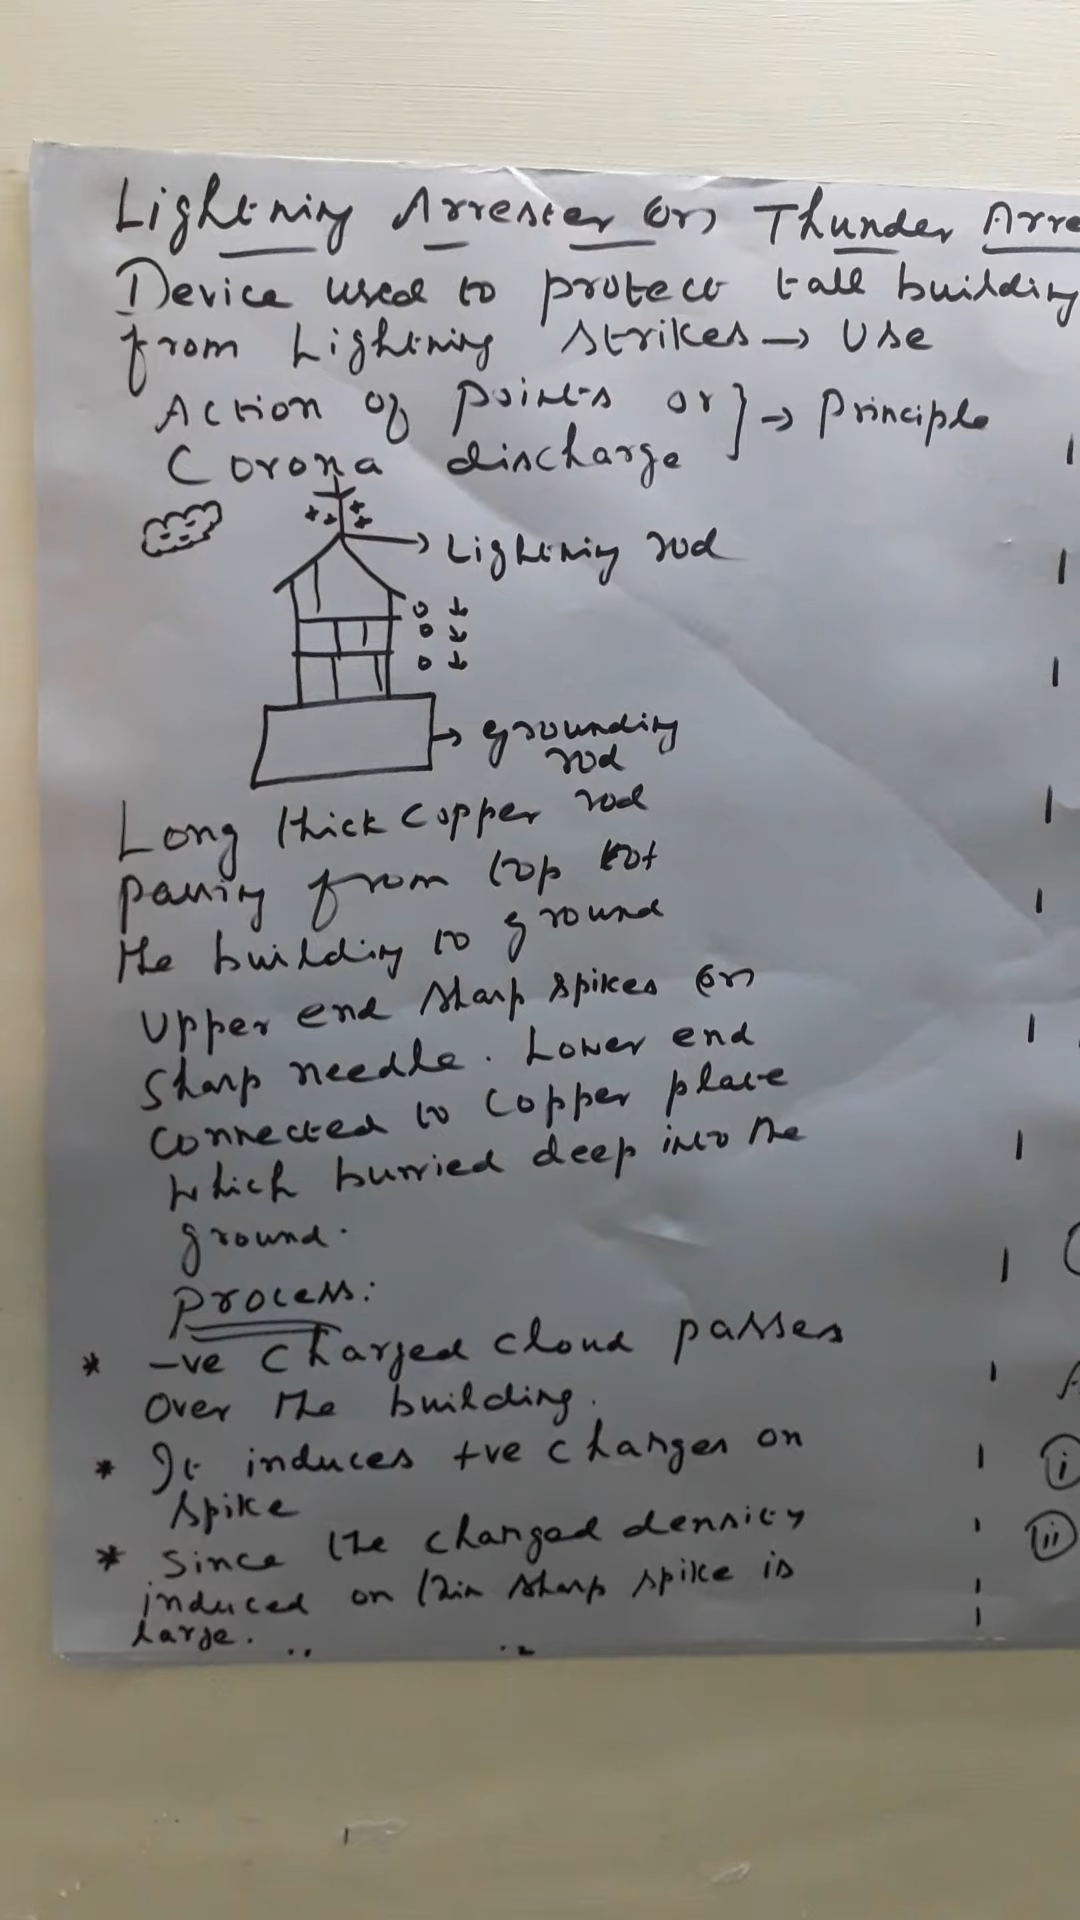 Lightning Arrester (or) Thunder Arre
Device used to protect tall building
from Lightning strikes → Use
Action of points or } → Principle
Corona discharge
+ + + +
→ Lightning rod
→ grounding
rod
Long thick copper rod
passing from top
the building to ground
Upper end sharp spikes (or)
sharp needle. Lower end
connected to copper plate
which burried deep into the
ground.
Process:
* -ve charged cloud passes
over the building.
* It induces +ve charges on
spike
* Since the charged density
induced on thin sharp spike is
large.
(i)
(ii)